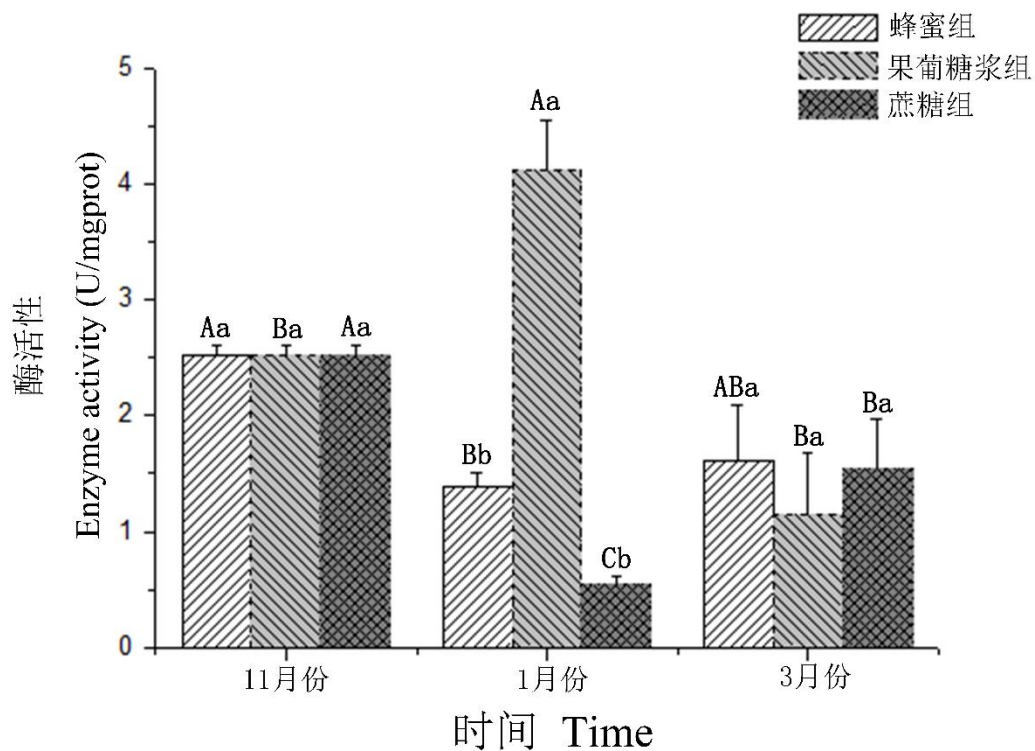 蜂蜜组
果葡糖浆组
蔗糖组
酶活性
Enzyme activity (U/mgprot)
5
4
3
2
1
0
Aa Ba Aa
Bb Aa Cb
ABa Ba Ba
11月份 1月份 3月份
时间 Time